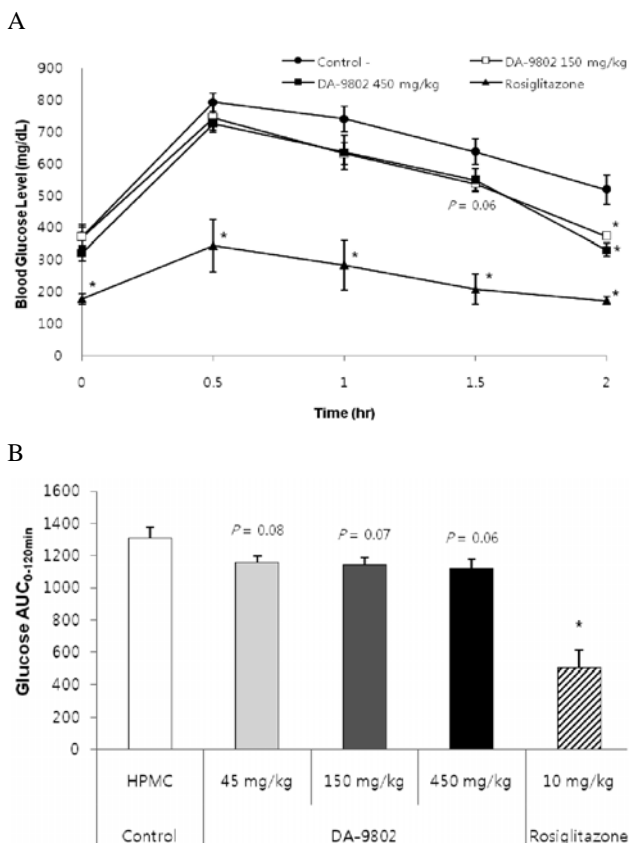 A
Control -
DA-9802 150 mg/kg
DA-9802 450 mg/kg
Rosiglitazone
900
800
700
600
500
400
300
200
100
0
Blood Glucose Level (mg/dL)
P = 0.06
*
*
*
*
*
*
*
0
0.5
1
1.5
2
Time (hr)
B
1600
1400
1200
1000
800
600
400
200
0
Glucose AUC0-120min
P = 0.08
P = 0.07
P = 0.06
*
HPMC
45 mg/kg
150 mg/kg
450 mg/kg
10 mg/kg
Control
DA-9802
Rosiglitazone